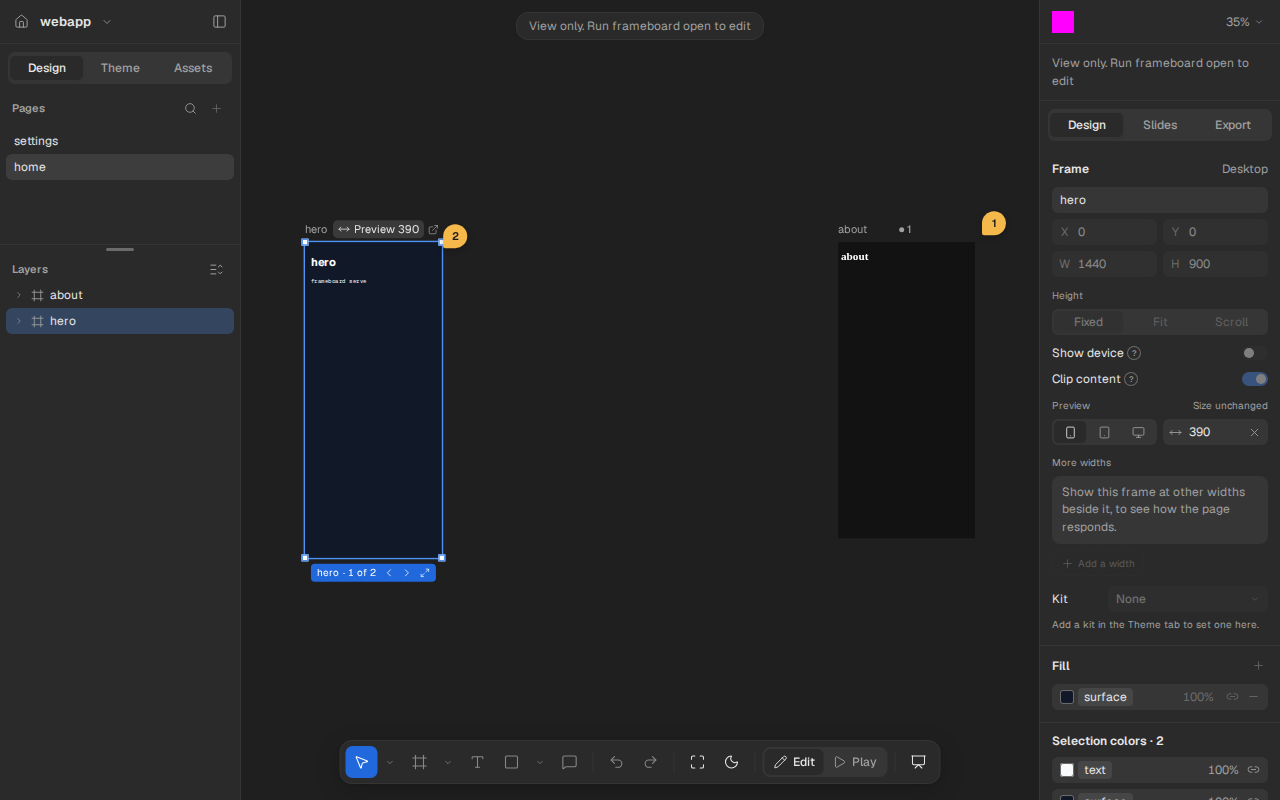 webapp
View only. Run frameboard open to edit
35%
View only. Run frameboard open to
edit
Design
Theme
Assets
Pages
settings
home
Layers
about
hero
hero
Preview 390
2
hero
frameboard serve
hero · 1 of 2
about
1
1
about
Edit
Play
Design
Slides
Export
Frame
Desktop
hero
X 0
Y 0
W 1440
H 900
Height
Fixed
Fit
Scroll
Show device ?
Clip content ?
Preview
Size unchanged
390
More widths
Show this frame at other widths
beside it, to see how the page
responds.
Add a width
Kit
None
Add a kit in the Theme tab to set one here.
Fill
surface
100%
Selection colors · 2
text
100%
surface
100%